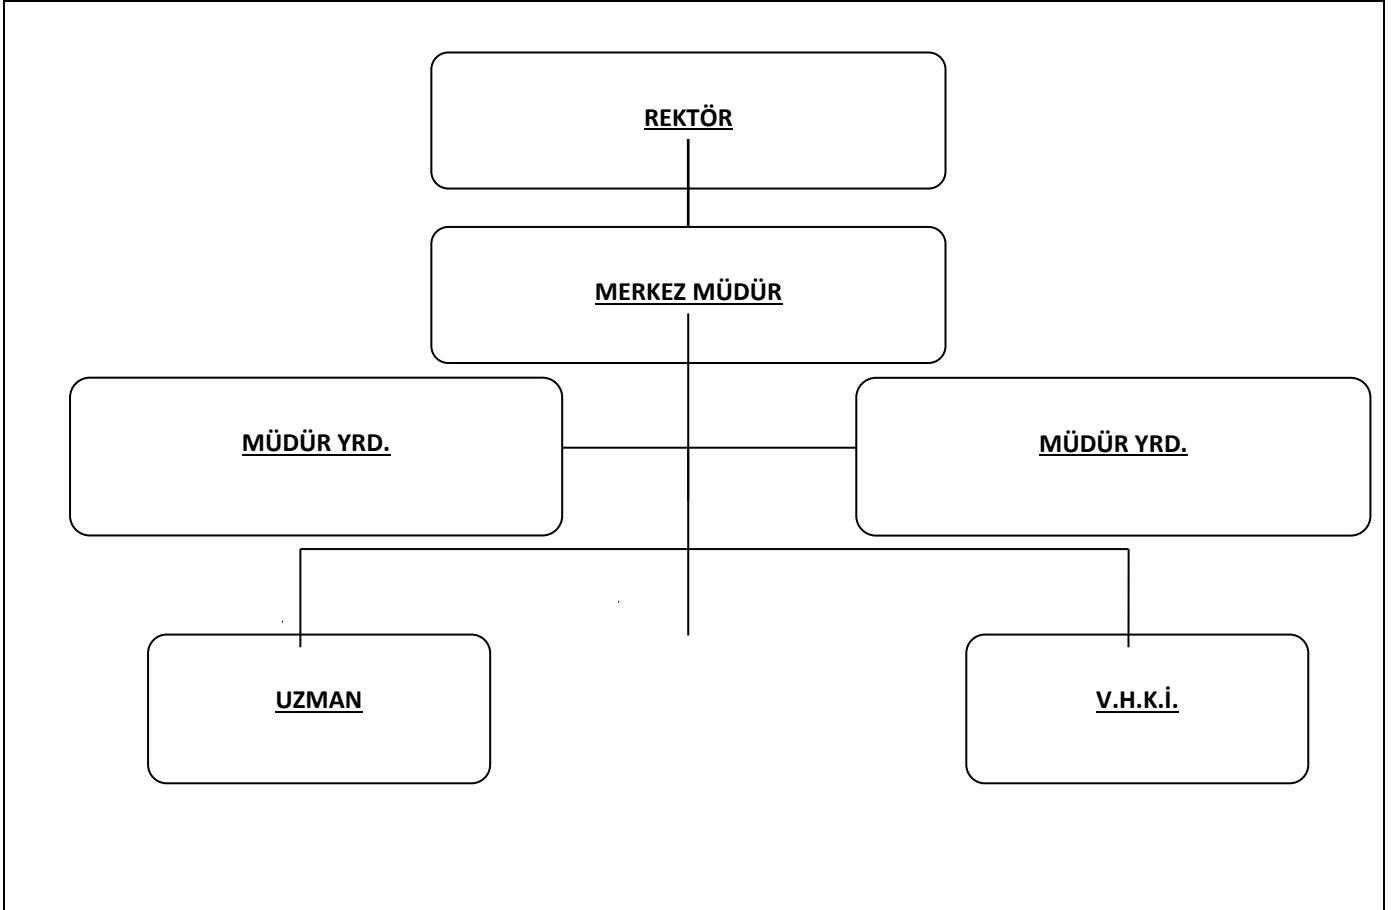 REKTÖR
MERKEZ MÜDÜR
MÜDÜR YRD.
MÜDÜR YRD.
UZMAN
V.H.K.İ.